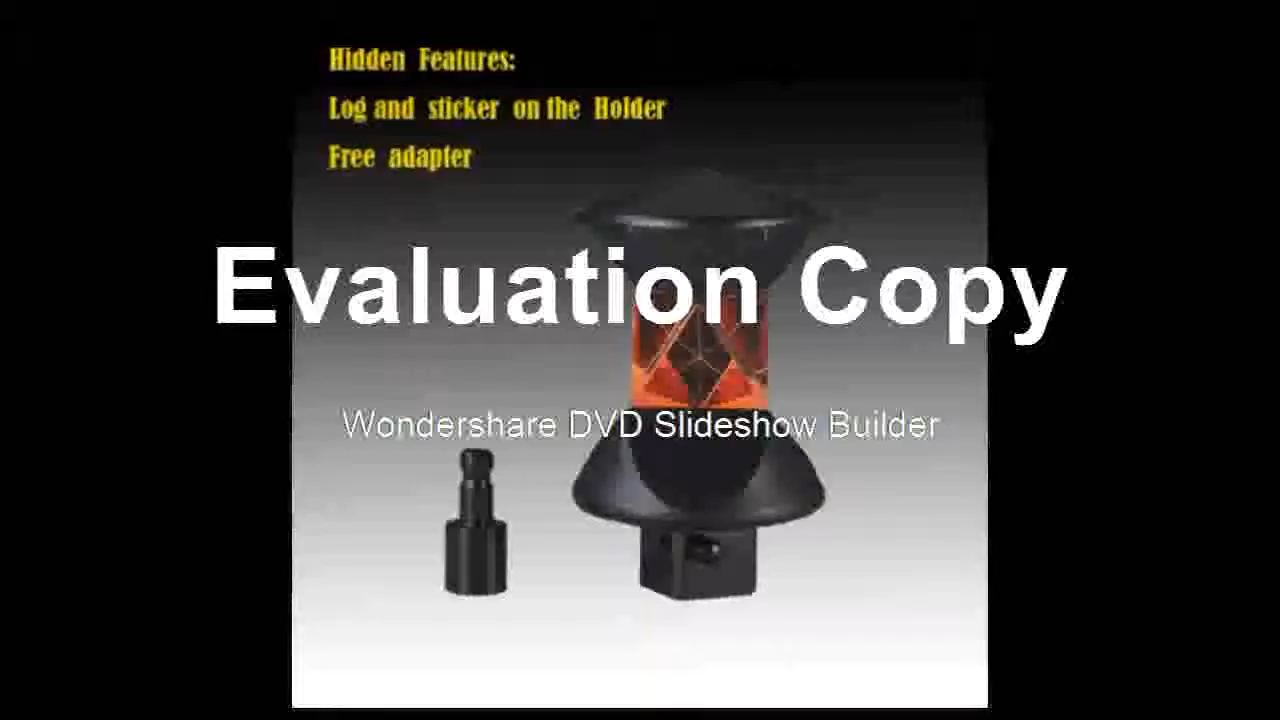 Hidden Features:
Log and sticker on the Holder
Free adapter
Evaluation Copy
Wondershare DVD Slideshow Builder